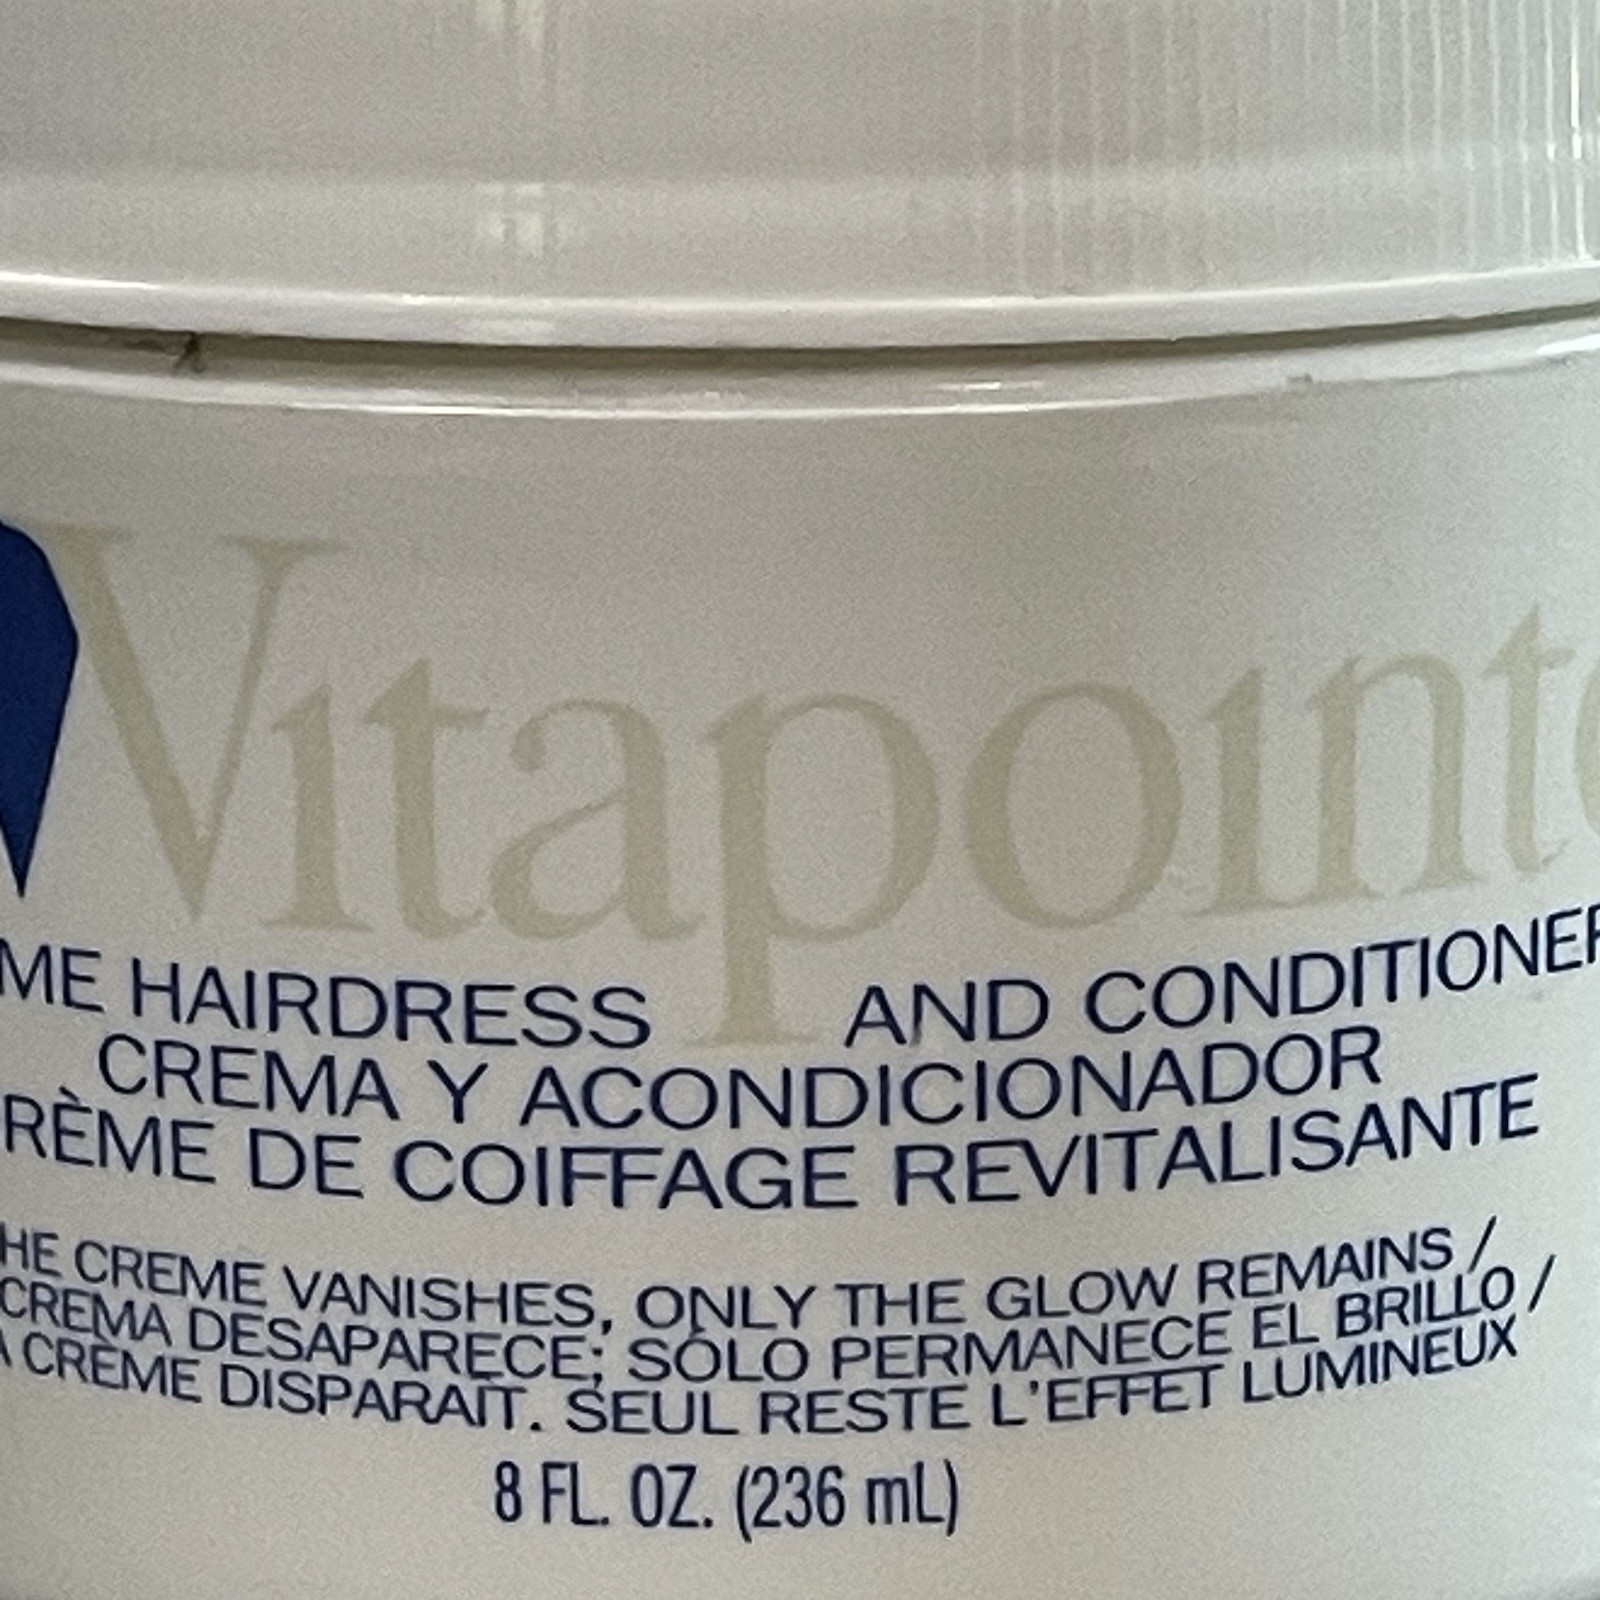 Vitapointe
ME HAIRDRESS AND CONDITIONER
CREMA Y ACONDICIONADOR
RÈME DE COIFFAGE REVITALISANTE
HE CREME VANISHES, ONLY THE GLOW REMAINS /
CREMA DESAPARECE; SÓLO PERMANECE EL BRILLO /
A CRÈME DISPARAÎT. SEUL RESTE L'EFFET LUMINEUX
8 FL. OZ. (236 mL)